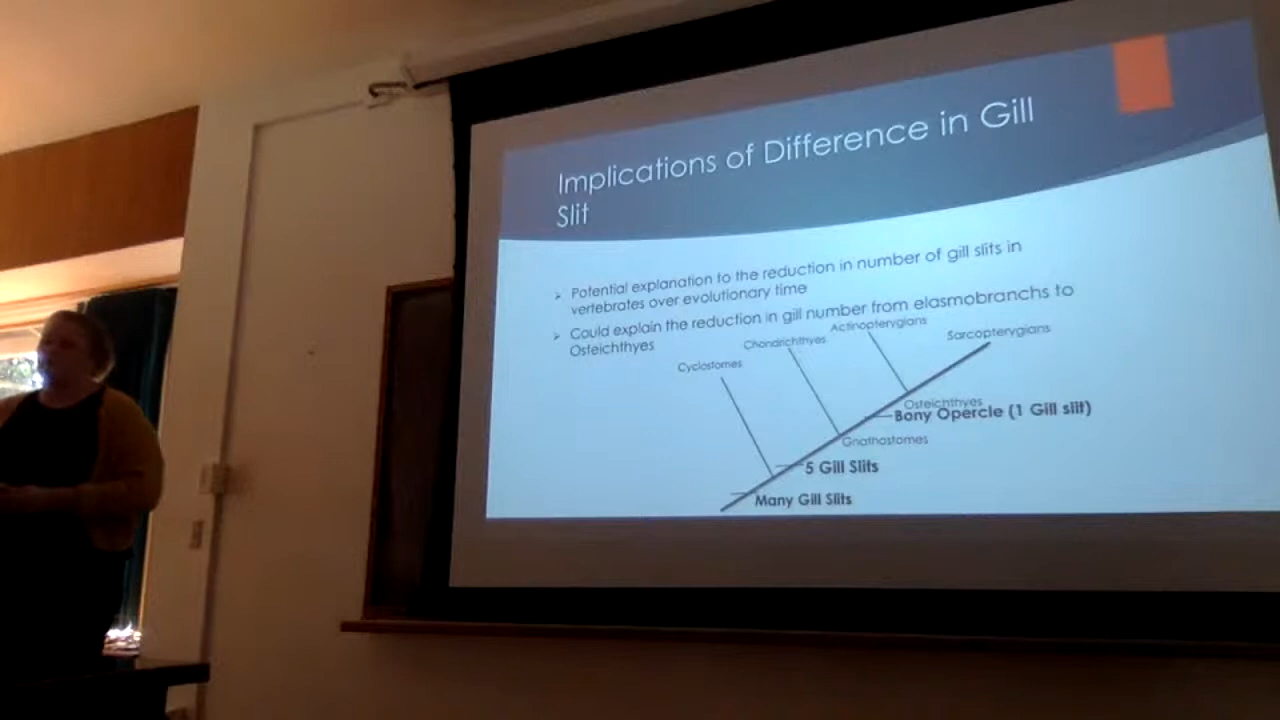 Implications of Difference in Gill
Slit
Potential explanation to the reduction in number of gill slits in
vertebrates over evolutionary time
Could explain the reduction in gill number from elasmobranchs to
Osteichthyes
Cyclostomes
Chondrichthyes
Actinopterygians
Sarcopterygians
Osteichthyes
Bony Opercle (1 Gill slit)
Gnathostomes
5 Gill Slits
Many Gill Slits